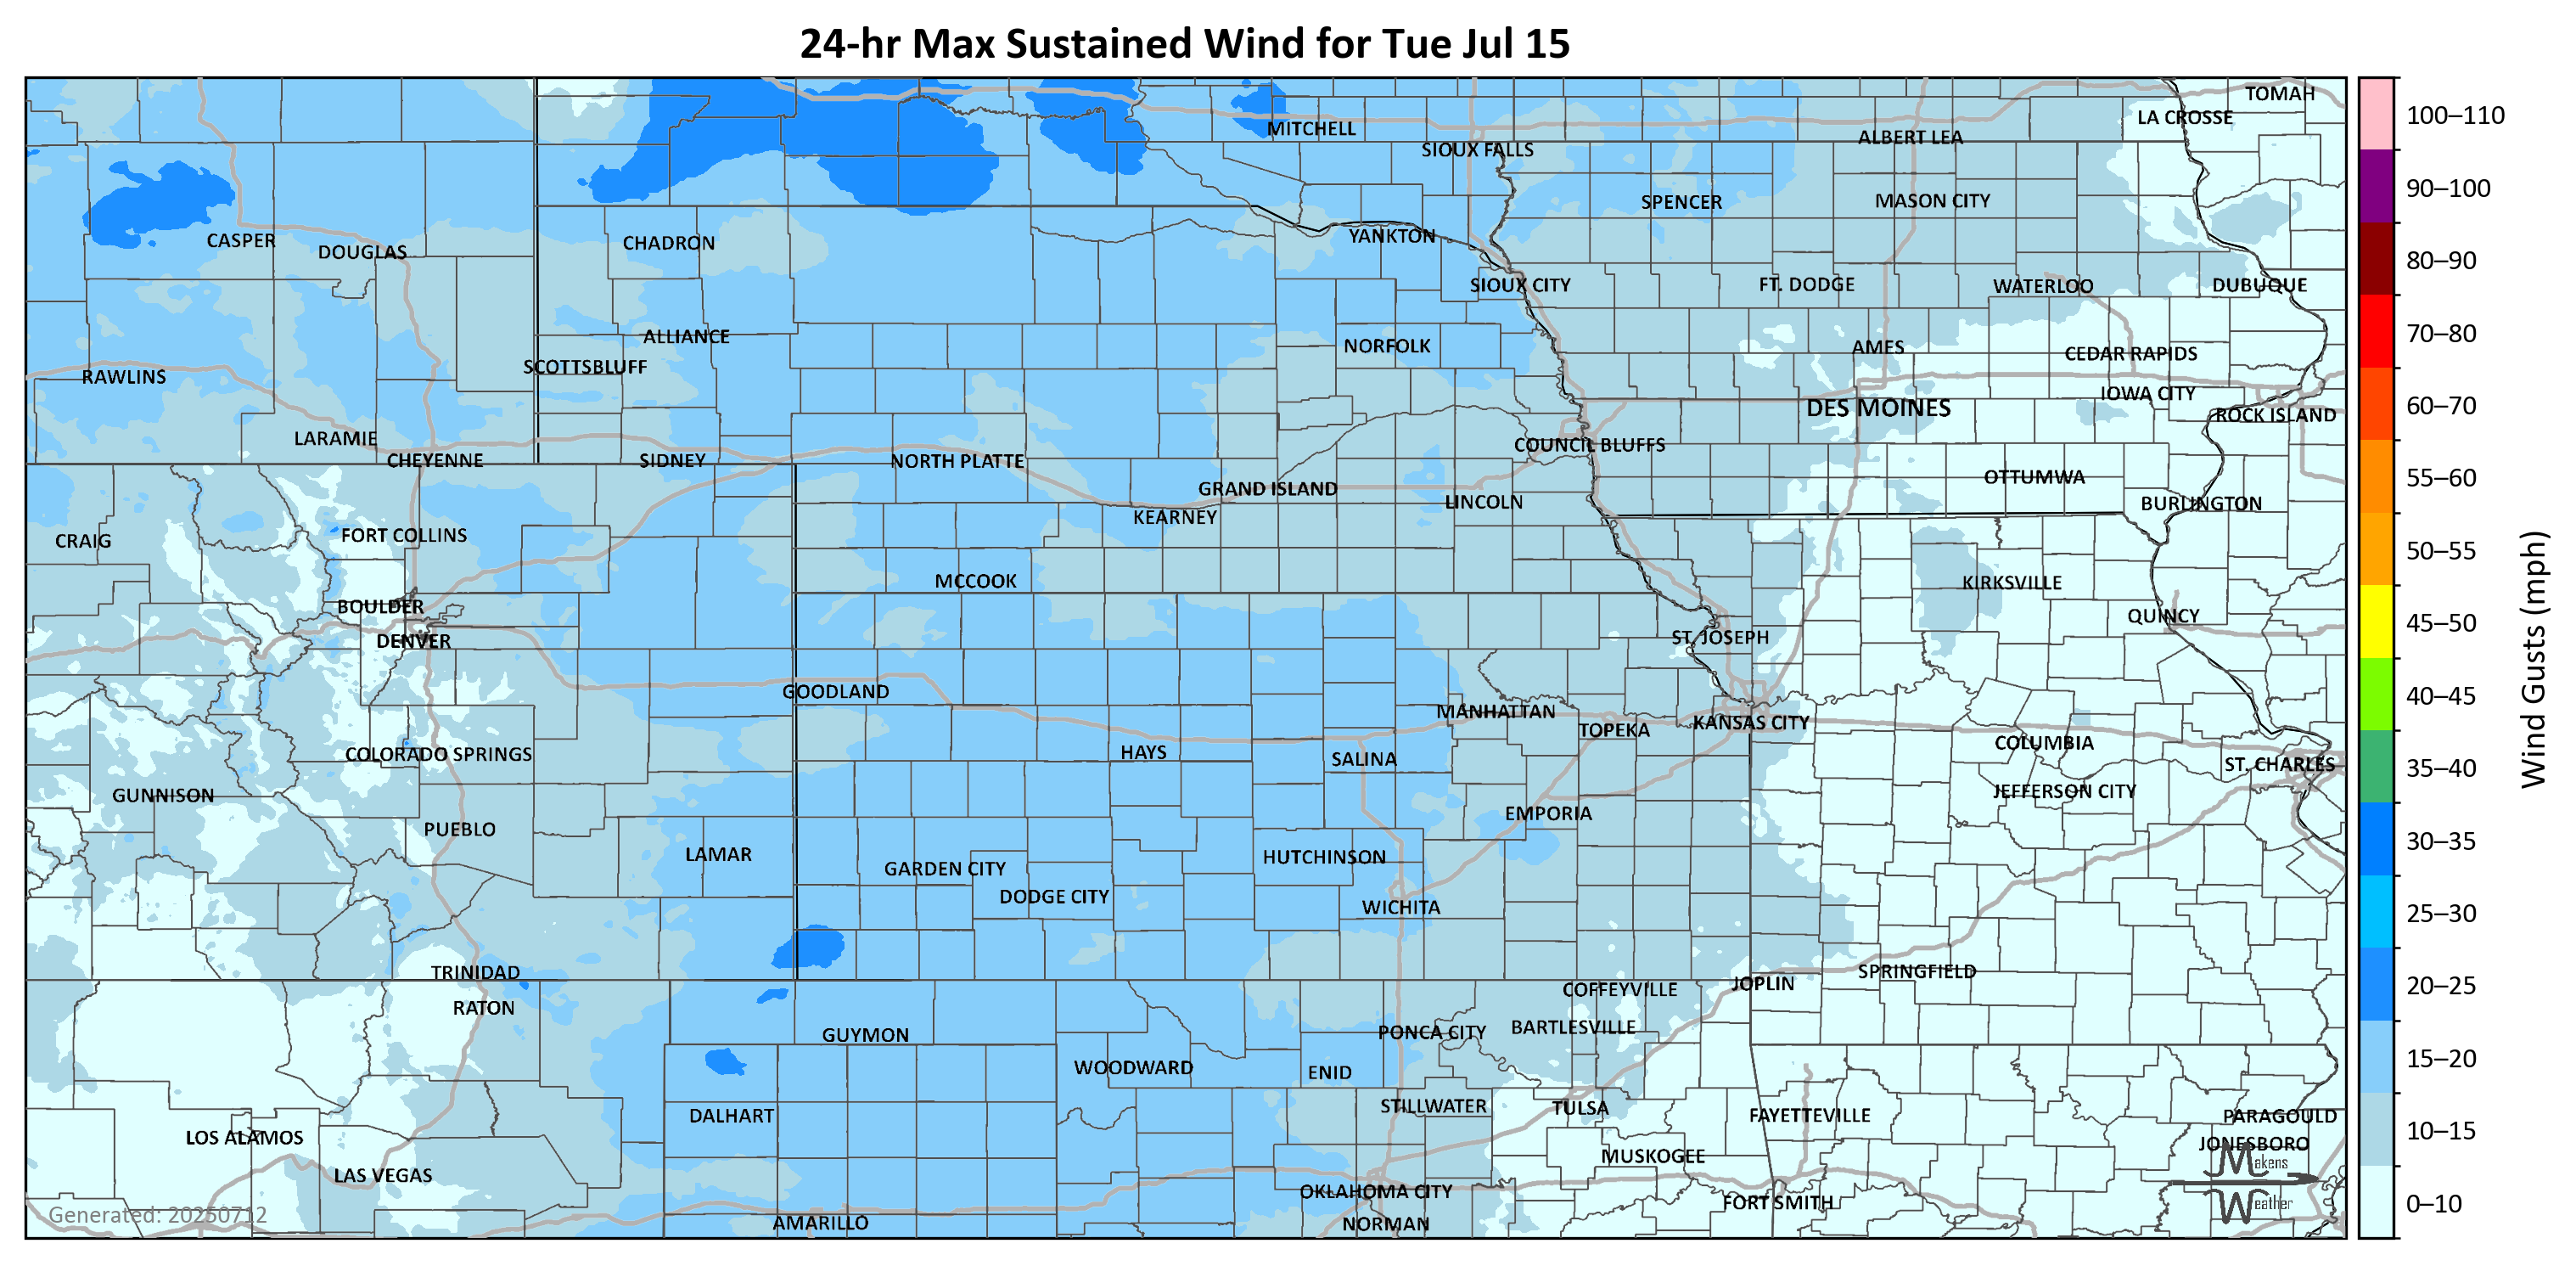 24-hr Max Sustained Wind for Tue Jul 15
TOMAH
LA CROSSE
MITCHELL
ALBERT LEA
SIOUX FALLS
SPENCER
MASON CITY
CASPER
DOUGLAS
CHADRON
YANKTON
SIOUX CITY
FT. DODGE
WATERLOO
DUBUQUE
ALLIANCE
NORFOLK
AMES
CEDAR RAPIDS
SCOTTSBLUFF
RAWLINS
IOWA CITY
DES MOINES
ROCK ISLAND
LARAMIE
COUNCIL BLUFFS
CHEYENNE
SIDNEY
NORTH PLATTE
OTTUMWA
GRAND ISLAND
LINCOLN
BURLINGTON
KEARNEY
CRAIG
FORT COLLINS
MCCOOK
KIRKSVILLE
BOULDER
QUINCY
DENVER
ST. JOSEPH
GOODLAND
MANHATTAN
TOPEKA
KANSAS CITY
COLUMBIA
COLORADO SPRINGS
HAYS
SALINA
ST. CHARLES
GUNNISON
JEFFERSON CITY
EMPORIA
PUEBLO
LAMAR
GARDEN CITY
HUTCHINSON
DODGE CITY
WICHITA
TRINIDAD
SPRINGFIELD
JOPLIN
COFFEYVILLE
RATON
GUYMON
PONCA CITY
BARTLESVILLE
WOODWARD
ENID
DALHART
STILLWATER
TULSA
FAYETTEVILLE
PARAGOULD
LOS ALAMOS
JONESBORO
MUSKOGEE
LAS VEGAS
OKLAHOMA CITY
FORT SMITH
AMARILLO
NORMAN
Generated: 20250712
Makens
Weather
100–110
90–100
80–90
70–80
60–70
55–60
50–55
45–50
40–45
35–40
30–35
25–30
20–25
15–20
10–15
0–10
Wind Gusts (mph)